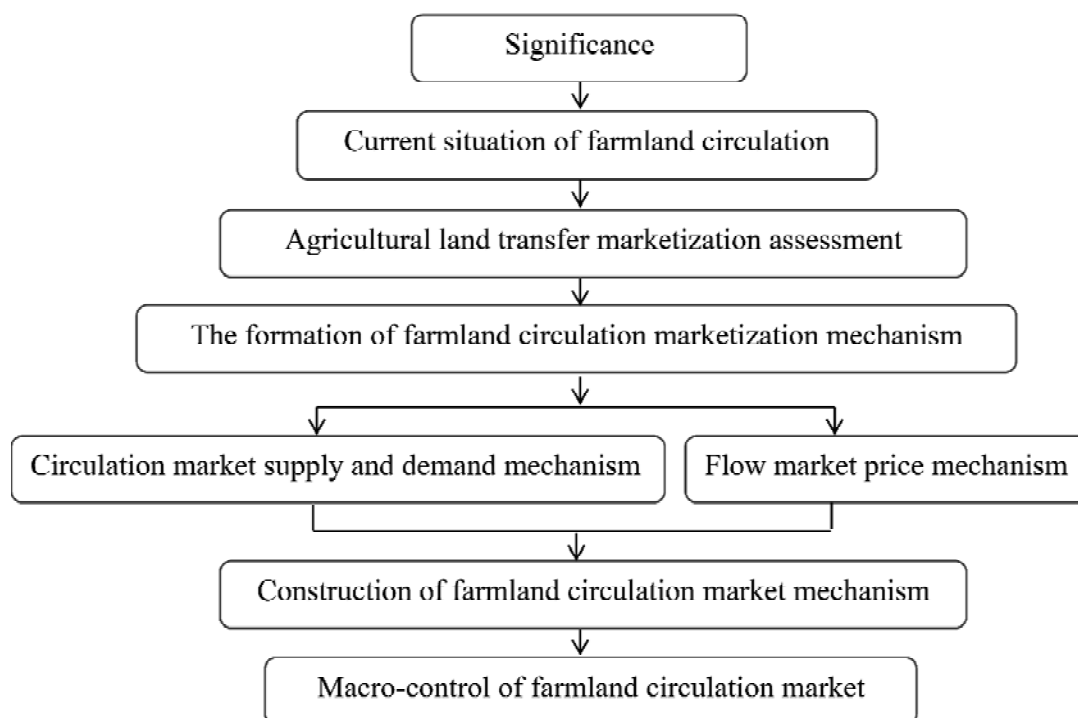 Significance
Current situation of farmland circulation
Agricultural land transfer marketization assessment
The formation of farmland circulation marketization mechanism
Circulation market supply and demand mechanism
Flow market price mechanism
Construction of farmland circulation market mechanism
Macro-control of farmland circulation market